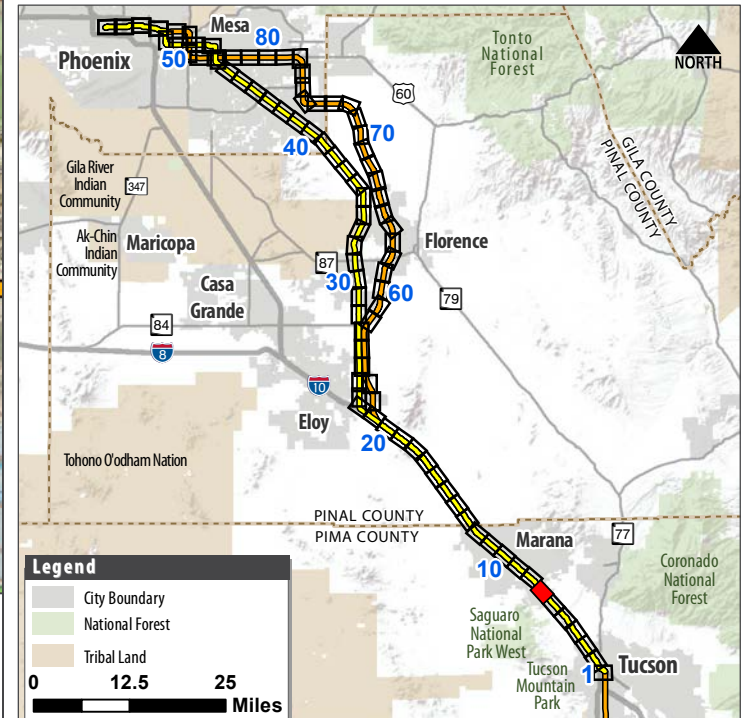 Mesa
80
Phoenix
50
Tonto
National
Forest
NORTH
60
70
40
GILA COUNTY
PINAL COUNTY
Gila River
Indian
Community
347
Ak-Chin
Indian
Community
Maricopa
Florence
87
Casa
Grande
30
60
79
84
8
10
Eloy
20
Tohono O'odham Nation
PINAL COUNTY
PIMA COUNTY
Marana
77
10
Coronado
National
Forest
Saguaro
National
Park West
Tucson
Mountain
Park
1
Tucson
Legend
City Boundary
National Forest
Tribal Land
0 12.5 25
Miles